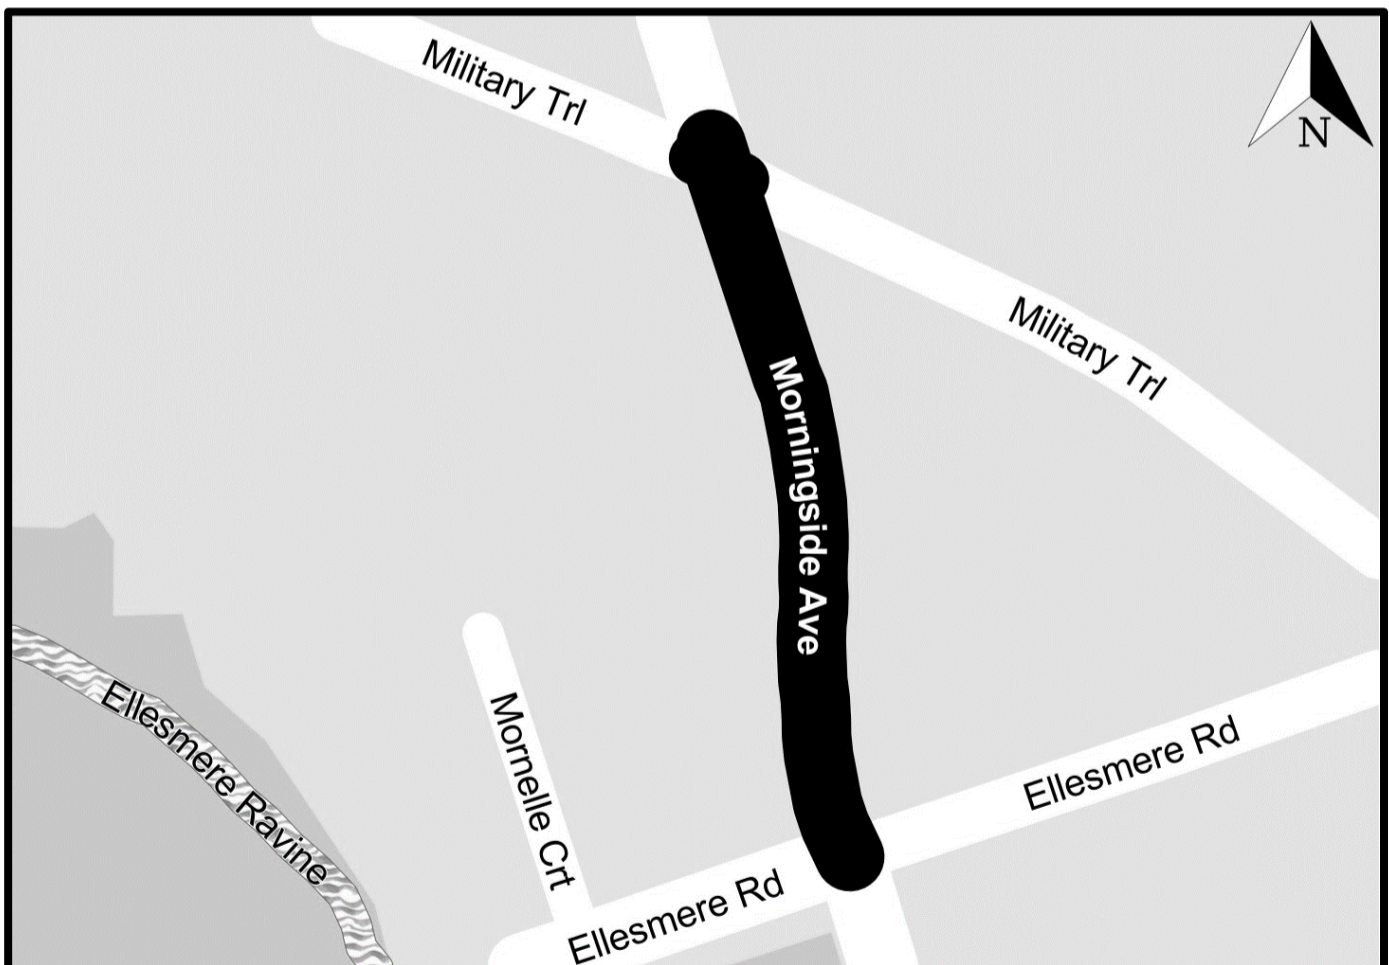 Military Trl
N
Military Trl
Morningside Ave
Ellesmere Ravine
Mornelle Crt
Ellesmere Rd
Ellesmere Rd